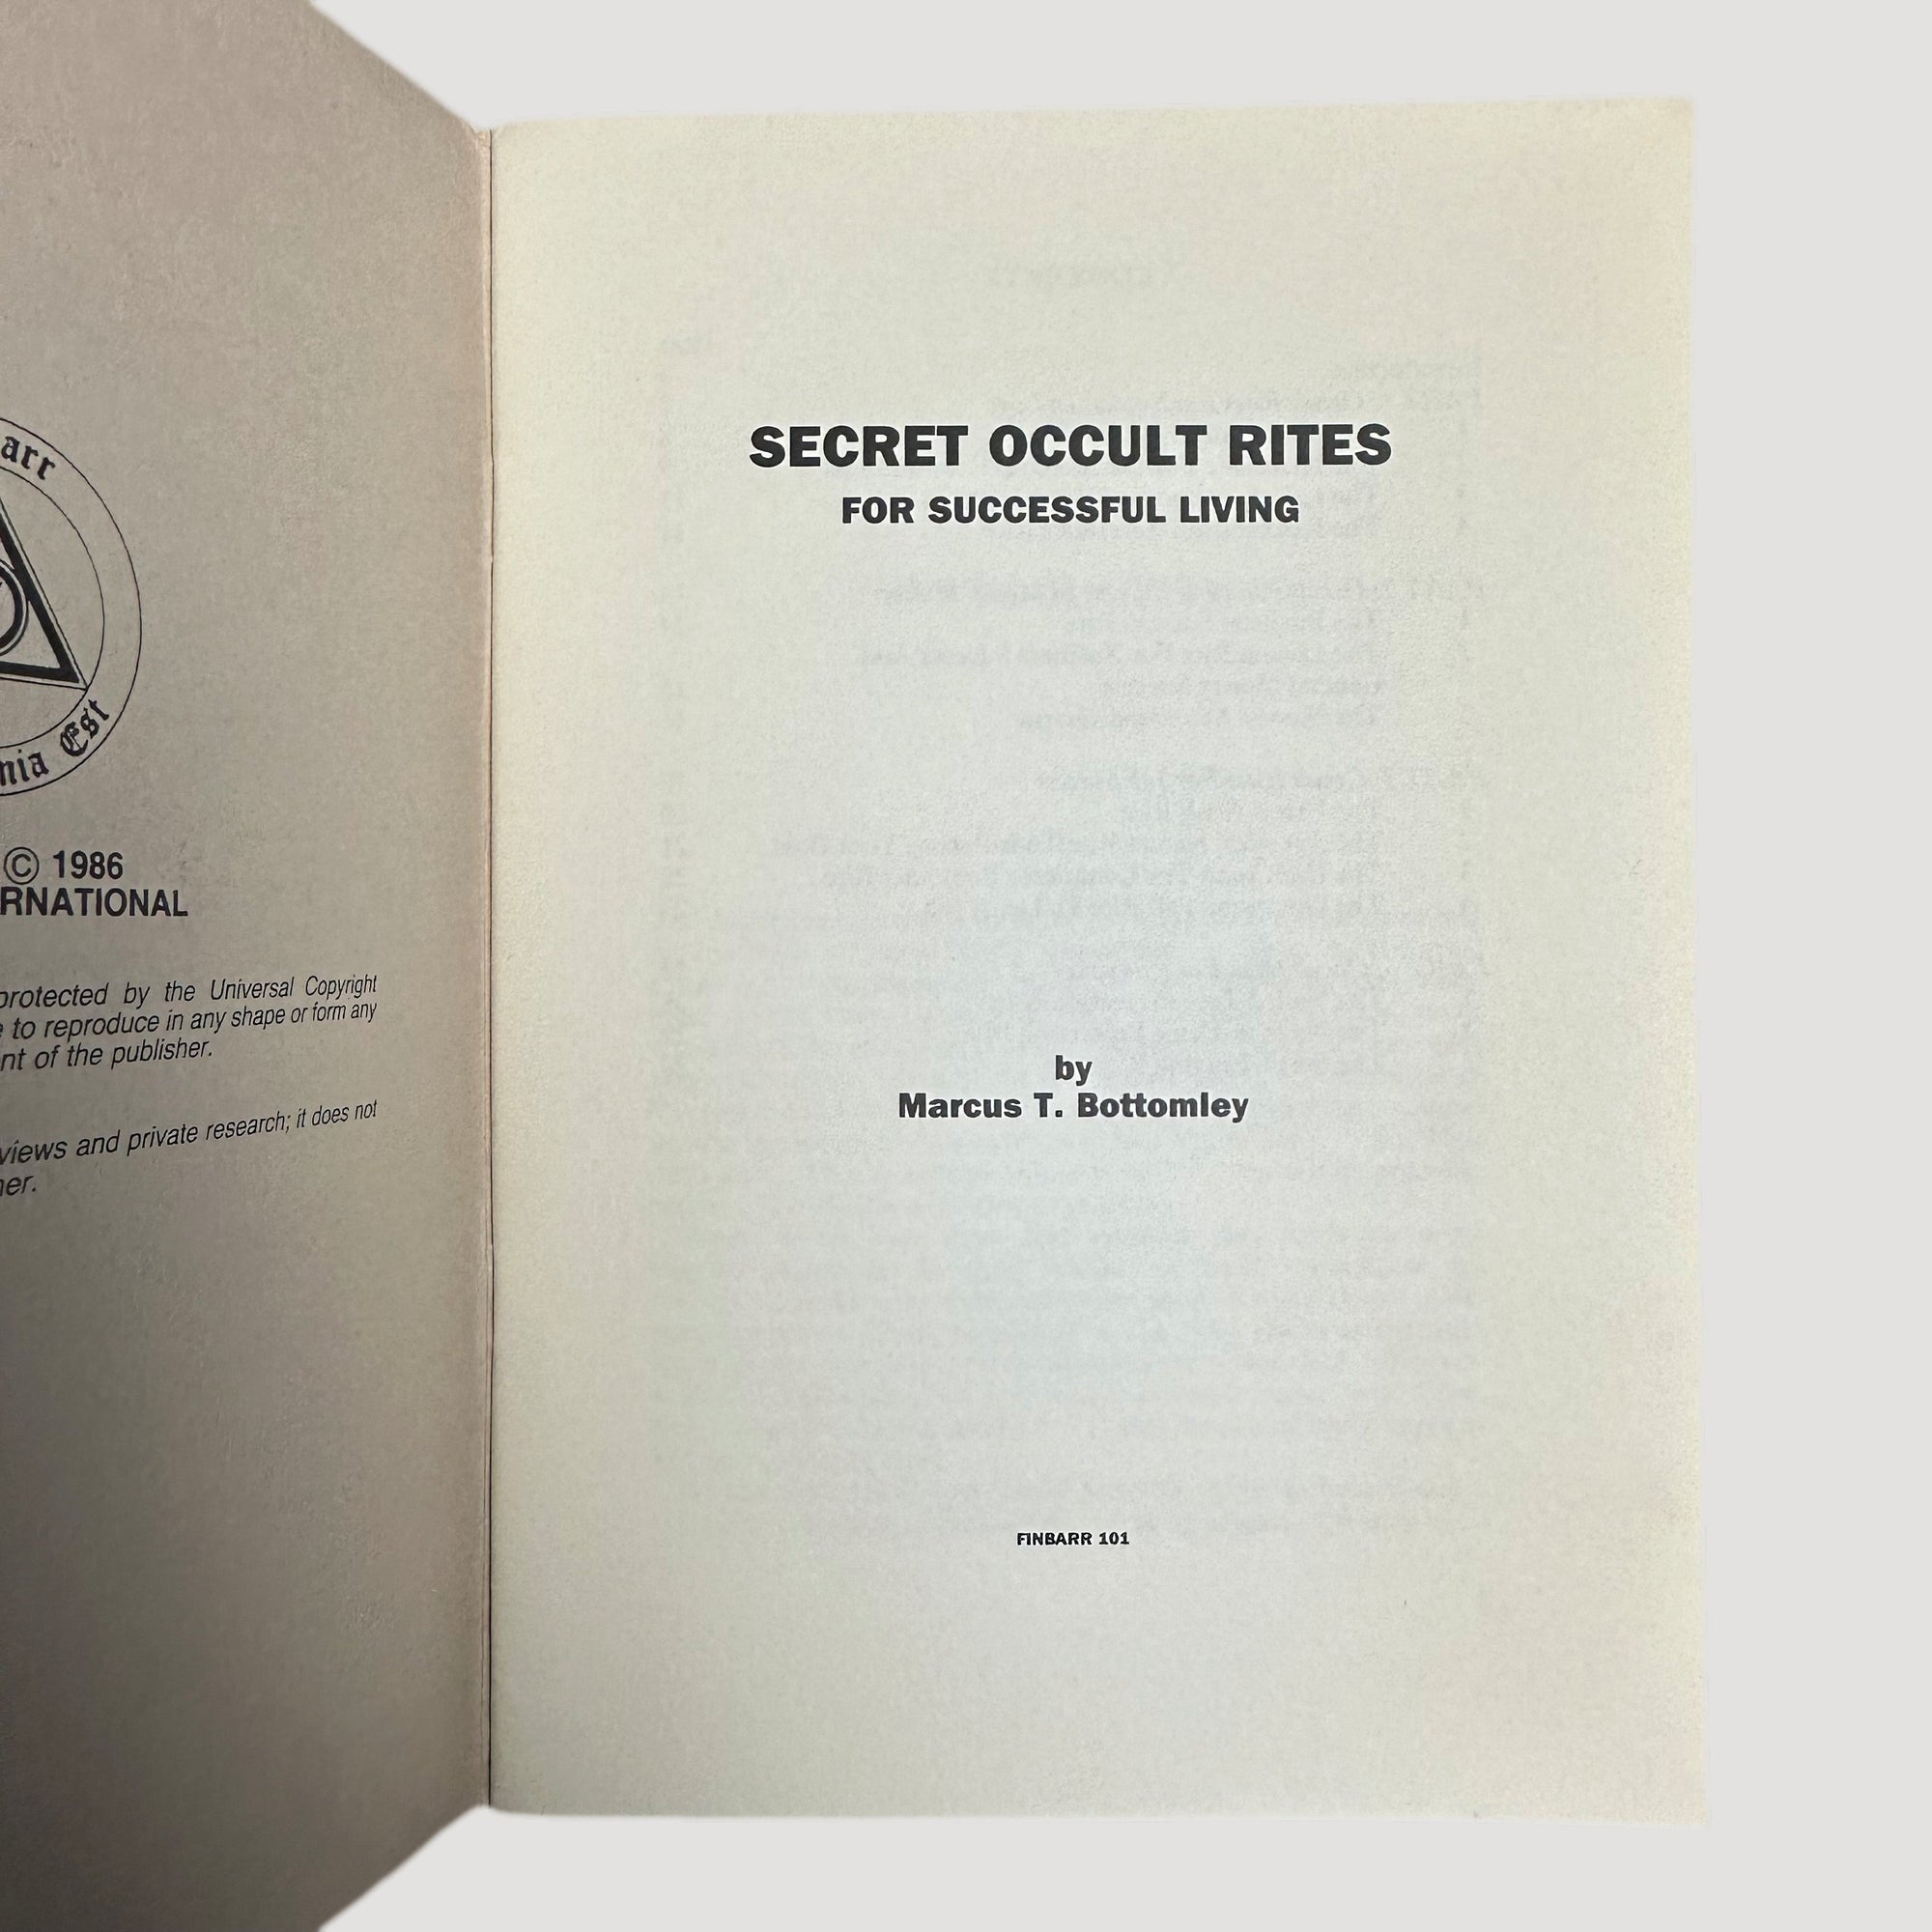 arr
nia Est
© 1986
RNATIONAL
protected by the Universal Copyright
e to reproduce in any shape or form any
nt of the publisher.
views and private research; it does not
her.
SECRET OCCULT RITES
FOR SUCCESSFUL LIVING
by
Marcus T. Bottomley
FINBARR 101